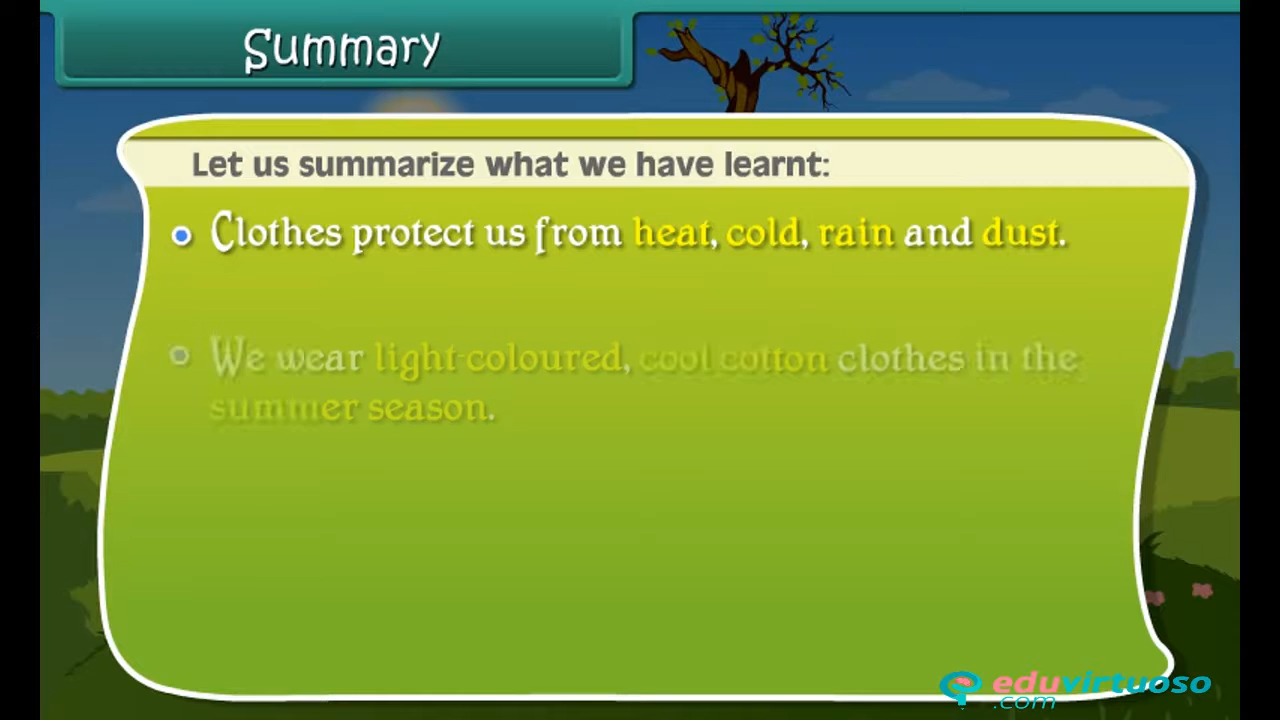 Summary
Let us summarize what we have learnt:
Clothes protect us from heat, cold, rain and dust.
We wear light-coloured, cool cotton clothes in the
summer season.
eduvirtuoso
.com